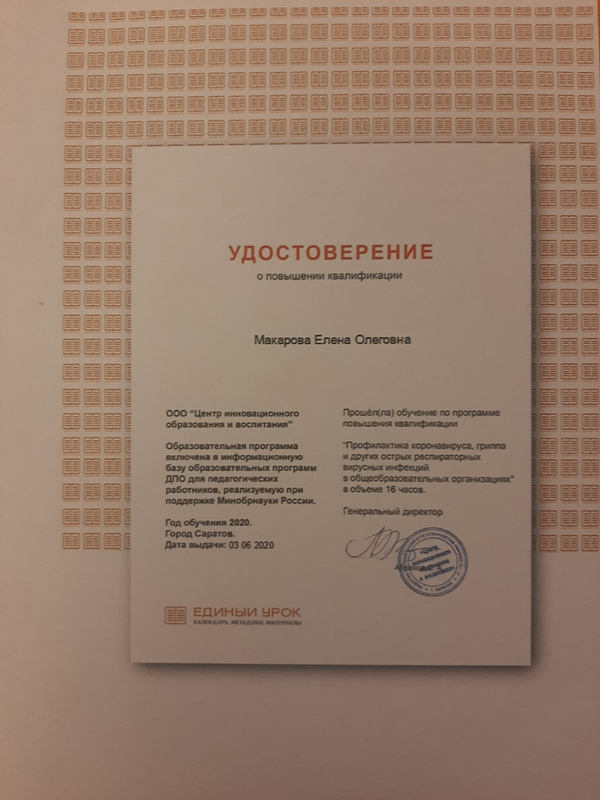 УДОСТОВЕРЕНИЕ
о повышении квалификации
Макарова Елена Олеговна
ООО "Центр инновационного
образования и воспитания"
Образовательная программа
включена в информационную
базу образовательных программ
ДПО для педагогических
работников, реализуемую при
поддержке Минобрнауки России.
Год обучения 2020.
Город Саратов.
Дата выдачи: 03 06 2020
Прошёл(ла) обучение по программе
повышения квалификации
"Профилактика коронавируса, гриппа
и других острых респираторных
вирусных инфекций
в общеобразовательных организациях"
в объеме 16 часов.
Генеральный директор
ЕДИНЫЙ УРОК
КАЛЕНДАРЬ МЕТОДИКА МАТЕРИАЛЫ